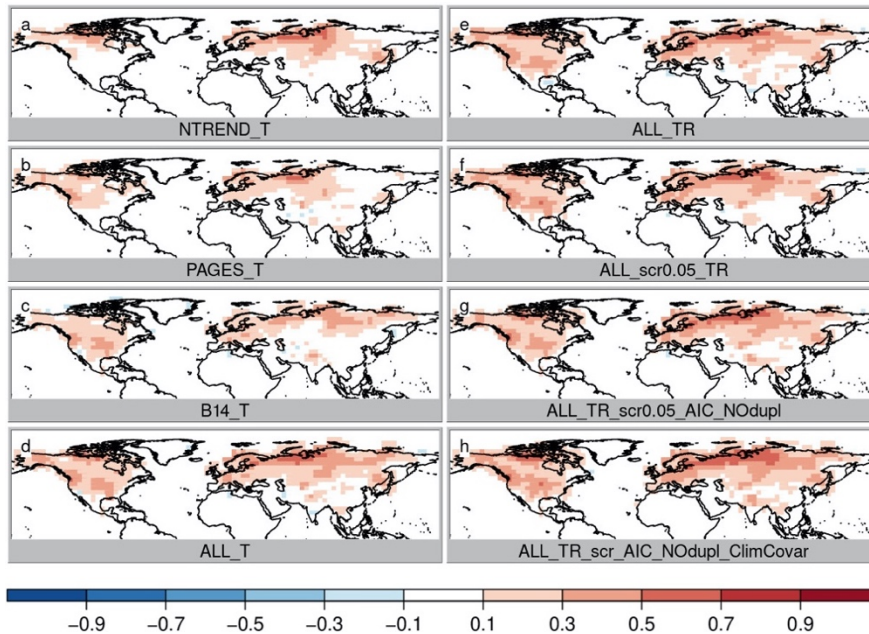 a
NTREND_T
e
ALL_TR
b
PAGES_T
f
ALL_scr0.05_TR
c
B14_T
g
ALL_TR_scr0.05_AIC_NOdupl
d
ALL_T
h
ALL_TR_scr_AIC_NOdupl_ClimCovar
−0.9 −0.7 −0.5 −0.3 −0.1 0.1 0.3 0.5 0.7 0.9